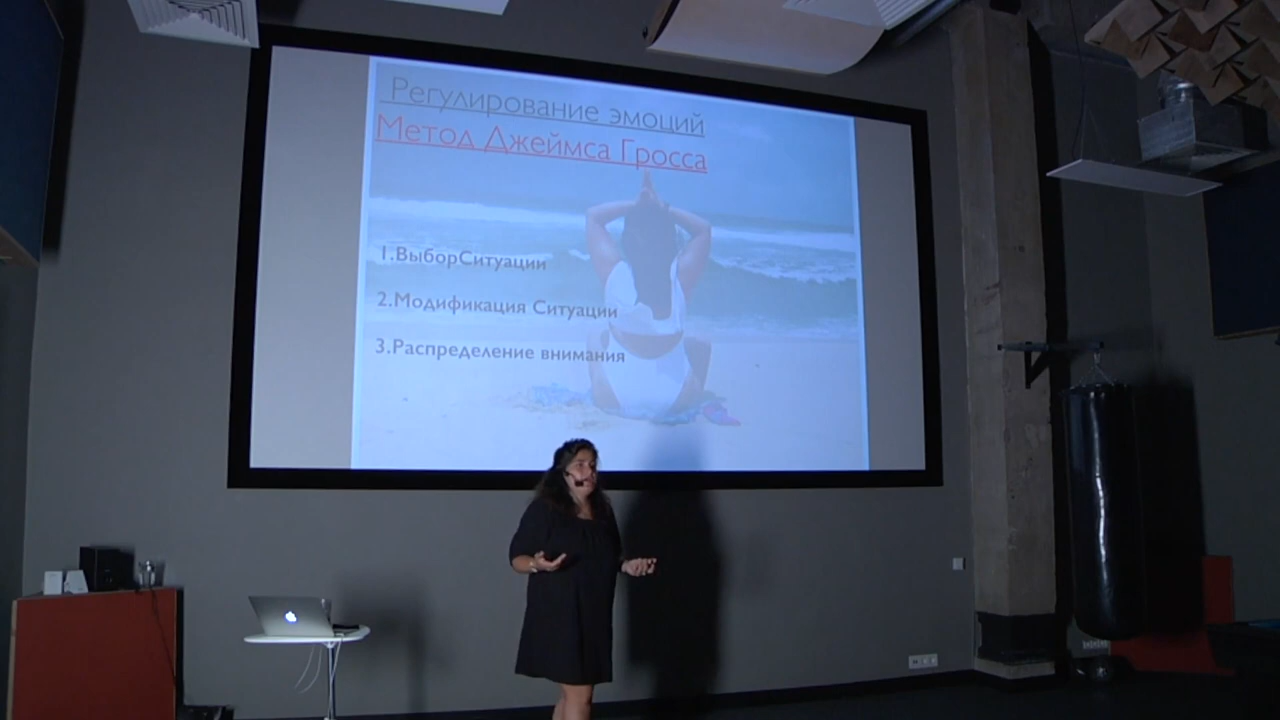 Регулирование эмоций
Метод Джеймса Гросса
1.ВыборСитуации
2.Модификация Ситуации
3.Распределение внимания